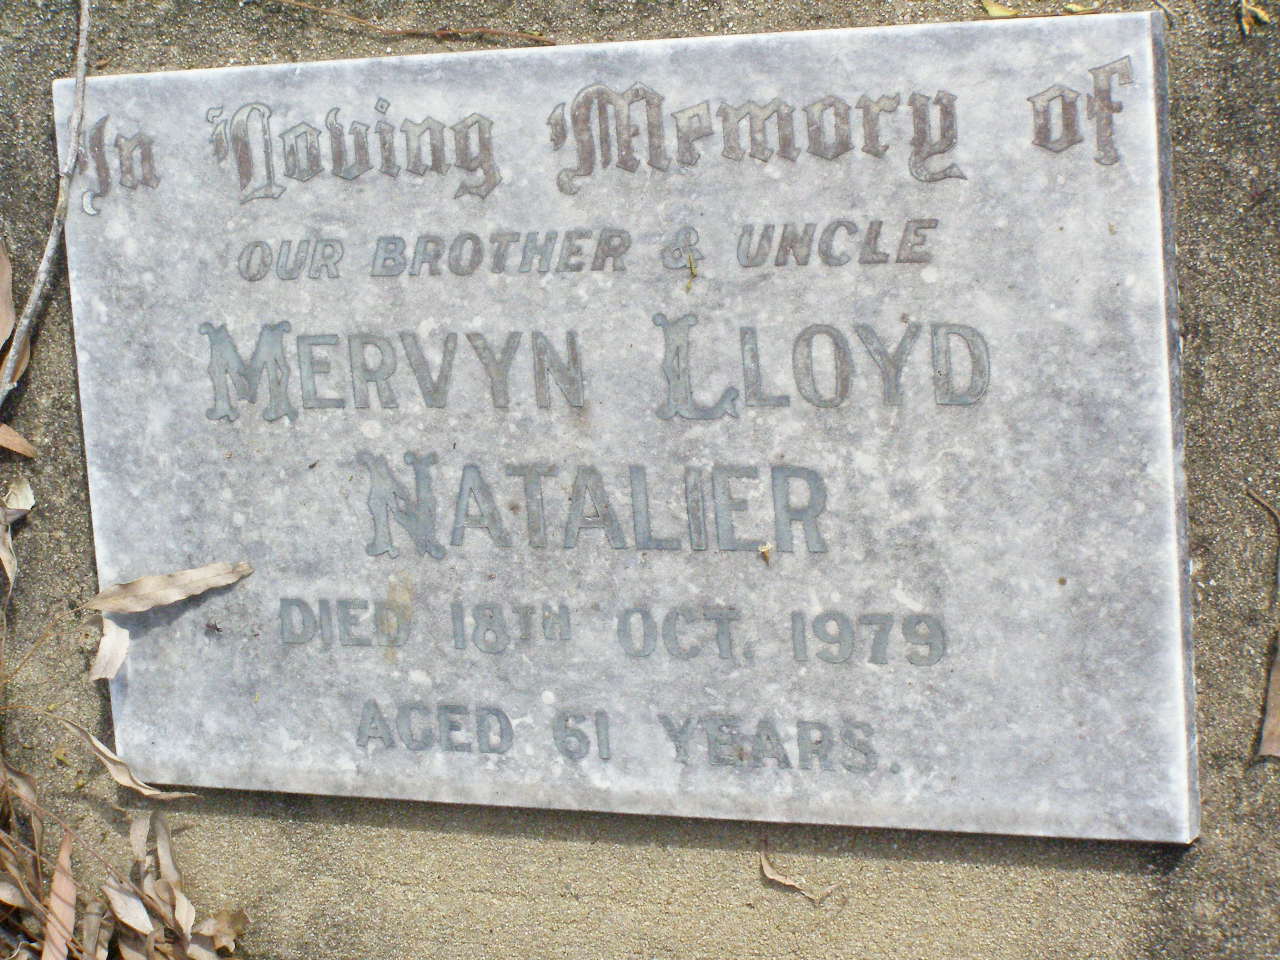 In Loving Memory of
OUR BROTHER & UNCLE
MERVYN LLOYD
NATALIER
DIED 18TH OCT. 1979
AGED 61 YEARS.